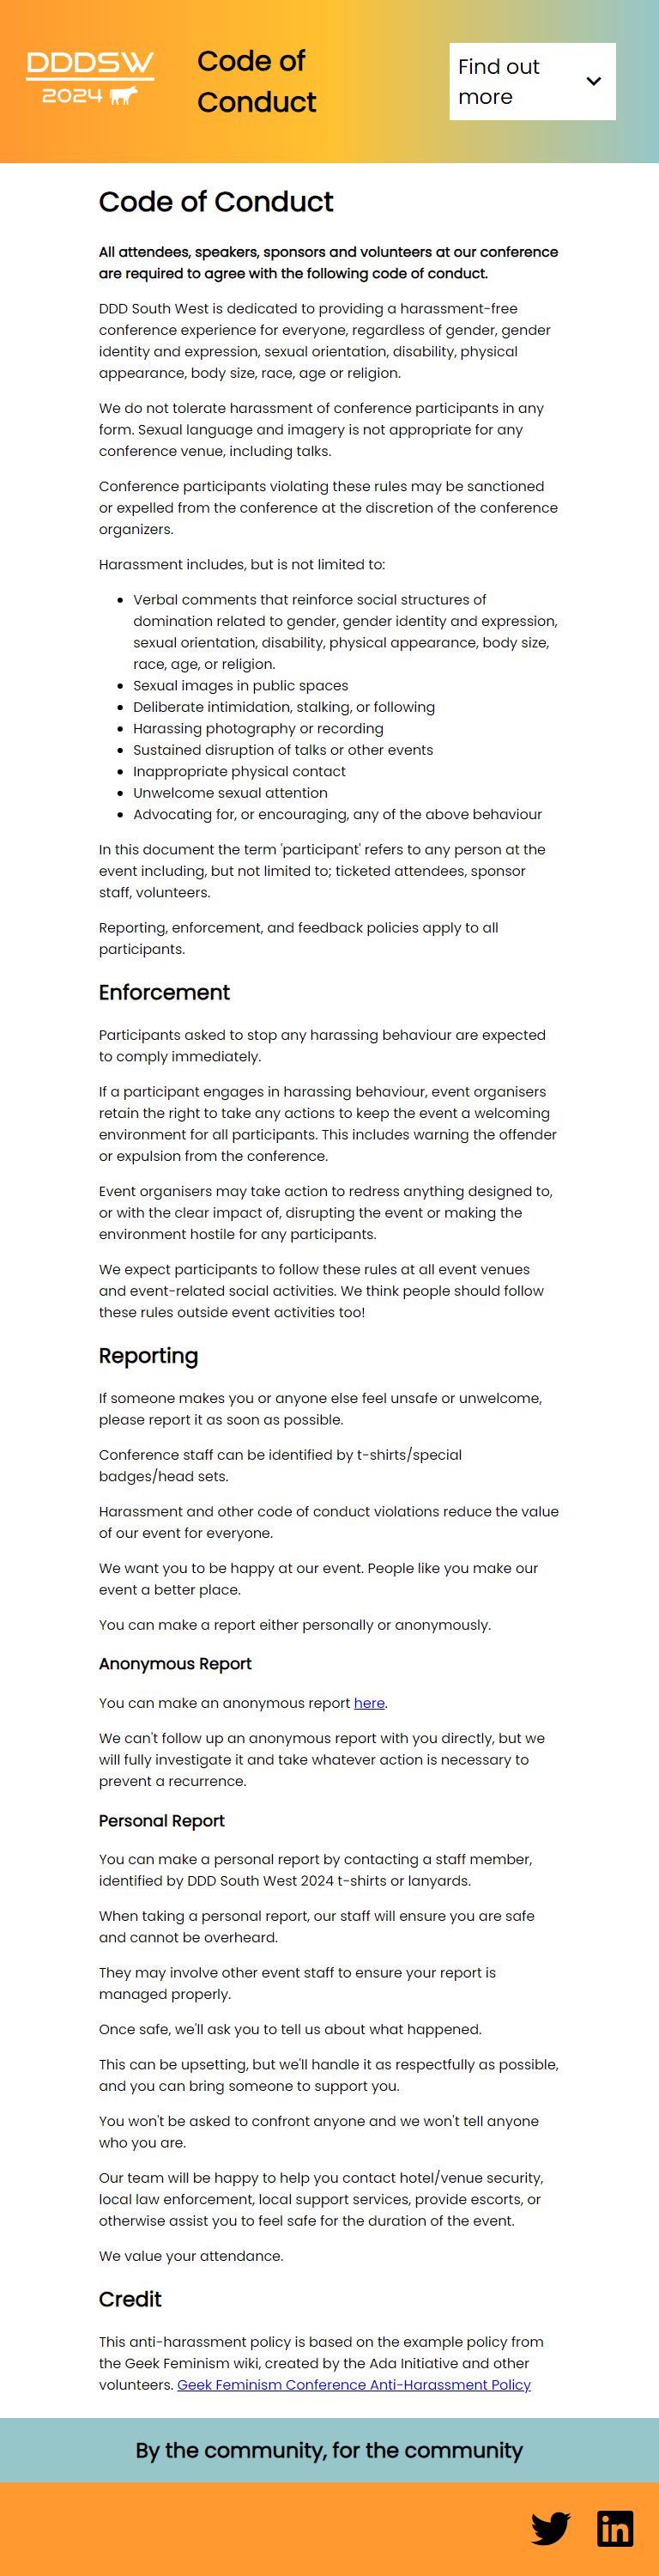 DDDSW
2024
Code of
Conduct
Find out
more
Code of Conduct
All attendees, speakers, sponsors and volunteers at our conference
are required to agree with the following code of conduct.
DDD South West is dedicated to providing a harassment-free
conference experience for everyone, regardless of gender, gender
identity and expression, sexual orientation, disability, physical
appearance, body size, race, age or religion.
We do not tolerate harassment of conference participants in any
form. Sexual language and imagery is not appropriate for any
conference venue, including talks.
Conference participants violating these rules may be sanctioned
or expelled from the conference at the discretion of the conference
organizers.
Harassment includes, but is not limited to:
• Verbal comments that reinforce social structures of
domination related to gender, gender identity and expression,
sexual orientation, disability, physical appearance, body size,
race, age, or religion.
• Sexual images in public spaces
• Deliberate intimidation, stalking, or following
• Harassing photography or recording
• Sustained disruption of talks or other events
• Inappropriate physical contact
• Unwelcome sexual attention
• Advocating for, or encouraging, any of the above behaviour
In this document the term 'participant' refers to any person at the
event including, but not limited to; ticketed attendees, sponsor
staff, volunteers.
Reporting, enforcement, and feedback policies apply to all
participants.
Enforcement
Participants asked to stop any harassing behaviour are expected
to comply immediately.
If a participant engages in harassing behaviour, event organisers
retain the right to take any actions to keep the event a welcoming
environment for all participants. This includes warning the offender
or expulsion from the conference.
Event organisers may take action to redress anything designed to,
or with the clear impact of, disrupting the event or making the
environment hostile for any participants.
We expect participants to follow these rules at all event venues
and event-related social activities. We think people should follow
these rules outside event activities too!
Reporting
If someone makes you or anyone else feel unsafe or unwelcome,
please report it as soon as possible.
Conference staff can be identified by t-shirts/special
badges/head sets.
Harassment and other code of conduct violations reduce the value
of our event for everyone.
We want you to be happy at our event. People like you make our
event a better place.
You can make a report either personally or anonymously.
Anonymous Report
You can make an anonymous report here.
We can't follow up an anonymous report with you directly, but we
will fully investigate it and take whatever action is necessary to
prevent a recurrence.
Personal Report
You can make a personal report by contacting a staff member,
identified by DDD South West 2024 t-shirts or lanyards.
When taking a personal report, our staff will ensure you are safe
and cannot be overheard.
They may involve other event staff to ensure your report is
managed properly.
Once safe, we'll ask you to tell us about what happened.
This can be upsetting, but we'll handle it as respectfully as possible,
and you can bring someone to support you.
You won't be asked to confront anyone and we won't tell anyone
who you are.
Our team will be happy to help you contact hotel/venue security,
local law enforcement, local support services, provide escorts, or
otherwise assist you to feel safe for the duration of the event.
We value your attendance.
Credit
This anti-harassment policy is based on the example policy from
the Geek Feminism wiki, created by the Ada Initiative and other
volunteers. Geek Feminism Conference Anti-Harassment Policy
By the community, for the community
in